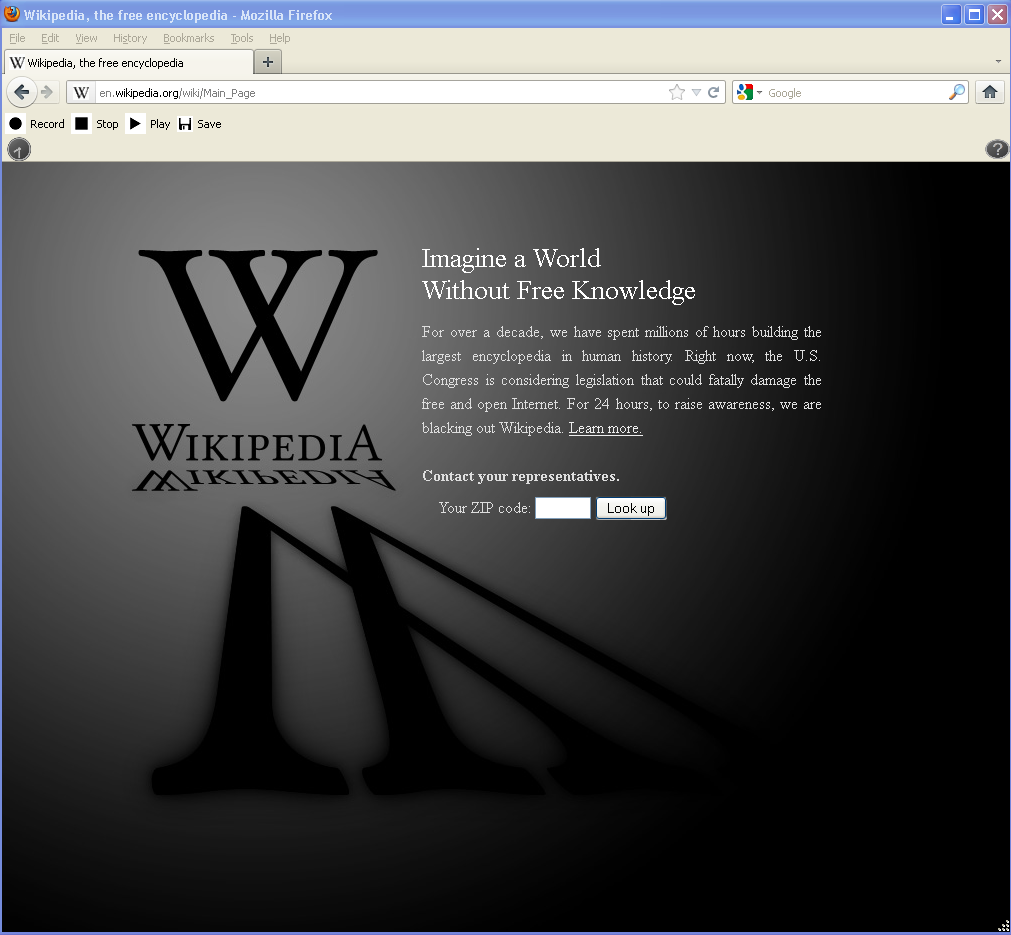 Wikipedia, the free encyclopedia - Mozilla Firefox
File Edit View History Bookmarks Tools Help
W Wikipedia, the free encyclopedia +
W en.wikipedia.org/wiki/Main_Page Google
Record Stop Play Save
?
W
Imagine a World
Without Free Knowledge
For over a decade, we have spent millions of hours building the
largest encyclopedia in human history. Right now, the U.S.
Congress is considering legislation that could fatally damage the
free and open Internet. For 24 hours, to raise awareness, we are
blacking out Wikipedia. Learn more.
WIKIPEDIA
Contact your representatives.
Your ZIP code: Look up